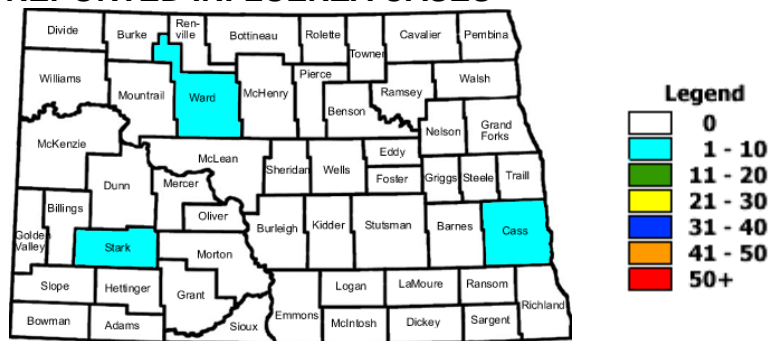 REPORTED INFLUENZA CASES
Divide
Burke
Ren-
ville
Bottineau
Rolette
Towner
Cavalier
Pembina
Williams
Mountrail
Ward
McHenry
Pierce
Benson
Ramsey
Walsh
McKenzie
Nelson
Grand
Forks
McLean
Sheridan
Wells
Eddy
Foster
Griggs
Steele
Traill
Dunn
Mercer
Oliver
Billings
Golden
Valley
Stark
Morton
Burleigh
Kidder
Stutsman
Barnes
Cass
Slope
Hettinger
Grant
Logan
LaMoure
Ransom
Richland
Bowman
Adams
Sioux
Emmons
McIntosh
Dickey
Sargent
Legend
0
1 - 10
11 - 20
21 - 30
31 - 40
41 - 50
50+